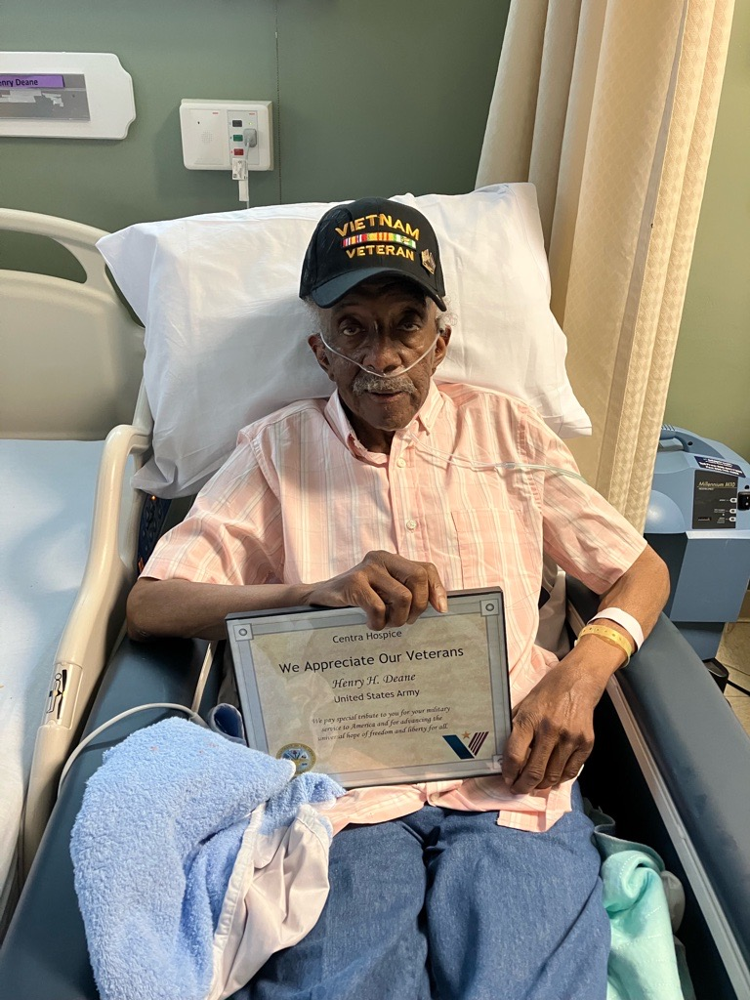 enry Deane
VIETNAM
VETERAN
Millennium M10
Centra Hospice
We Appreciate Our Veterans
Henry H. Deane
United States Army
We pay special tribute to you for your military
service to America and for advancing the
universal hope of freedom and liberty for all.